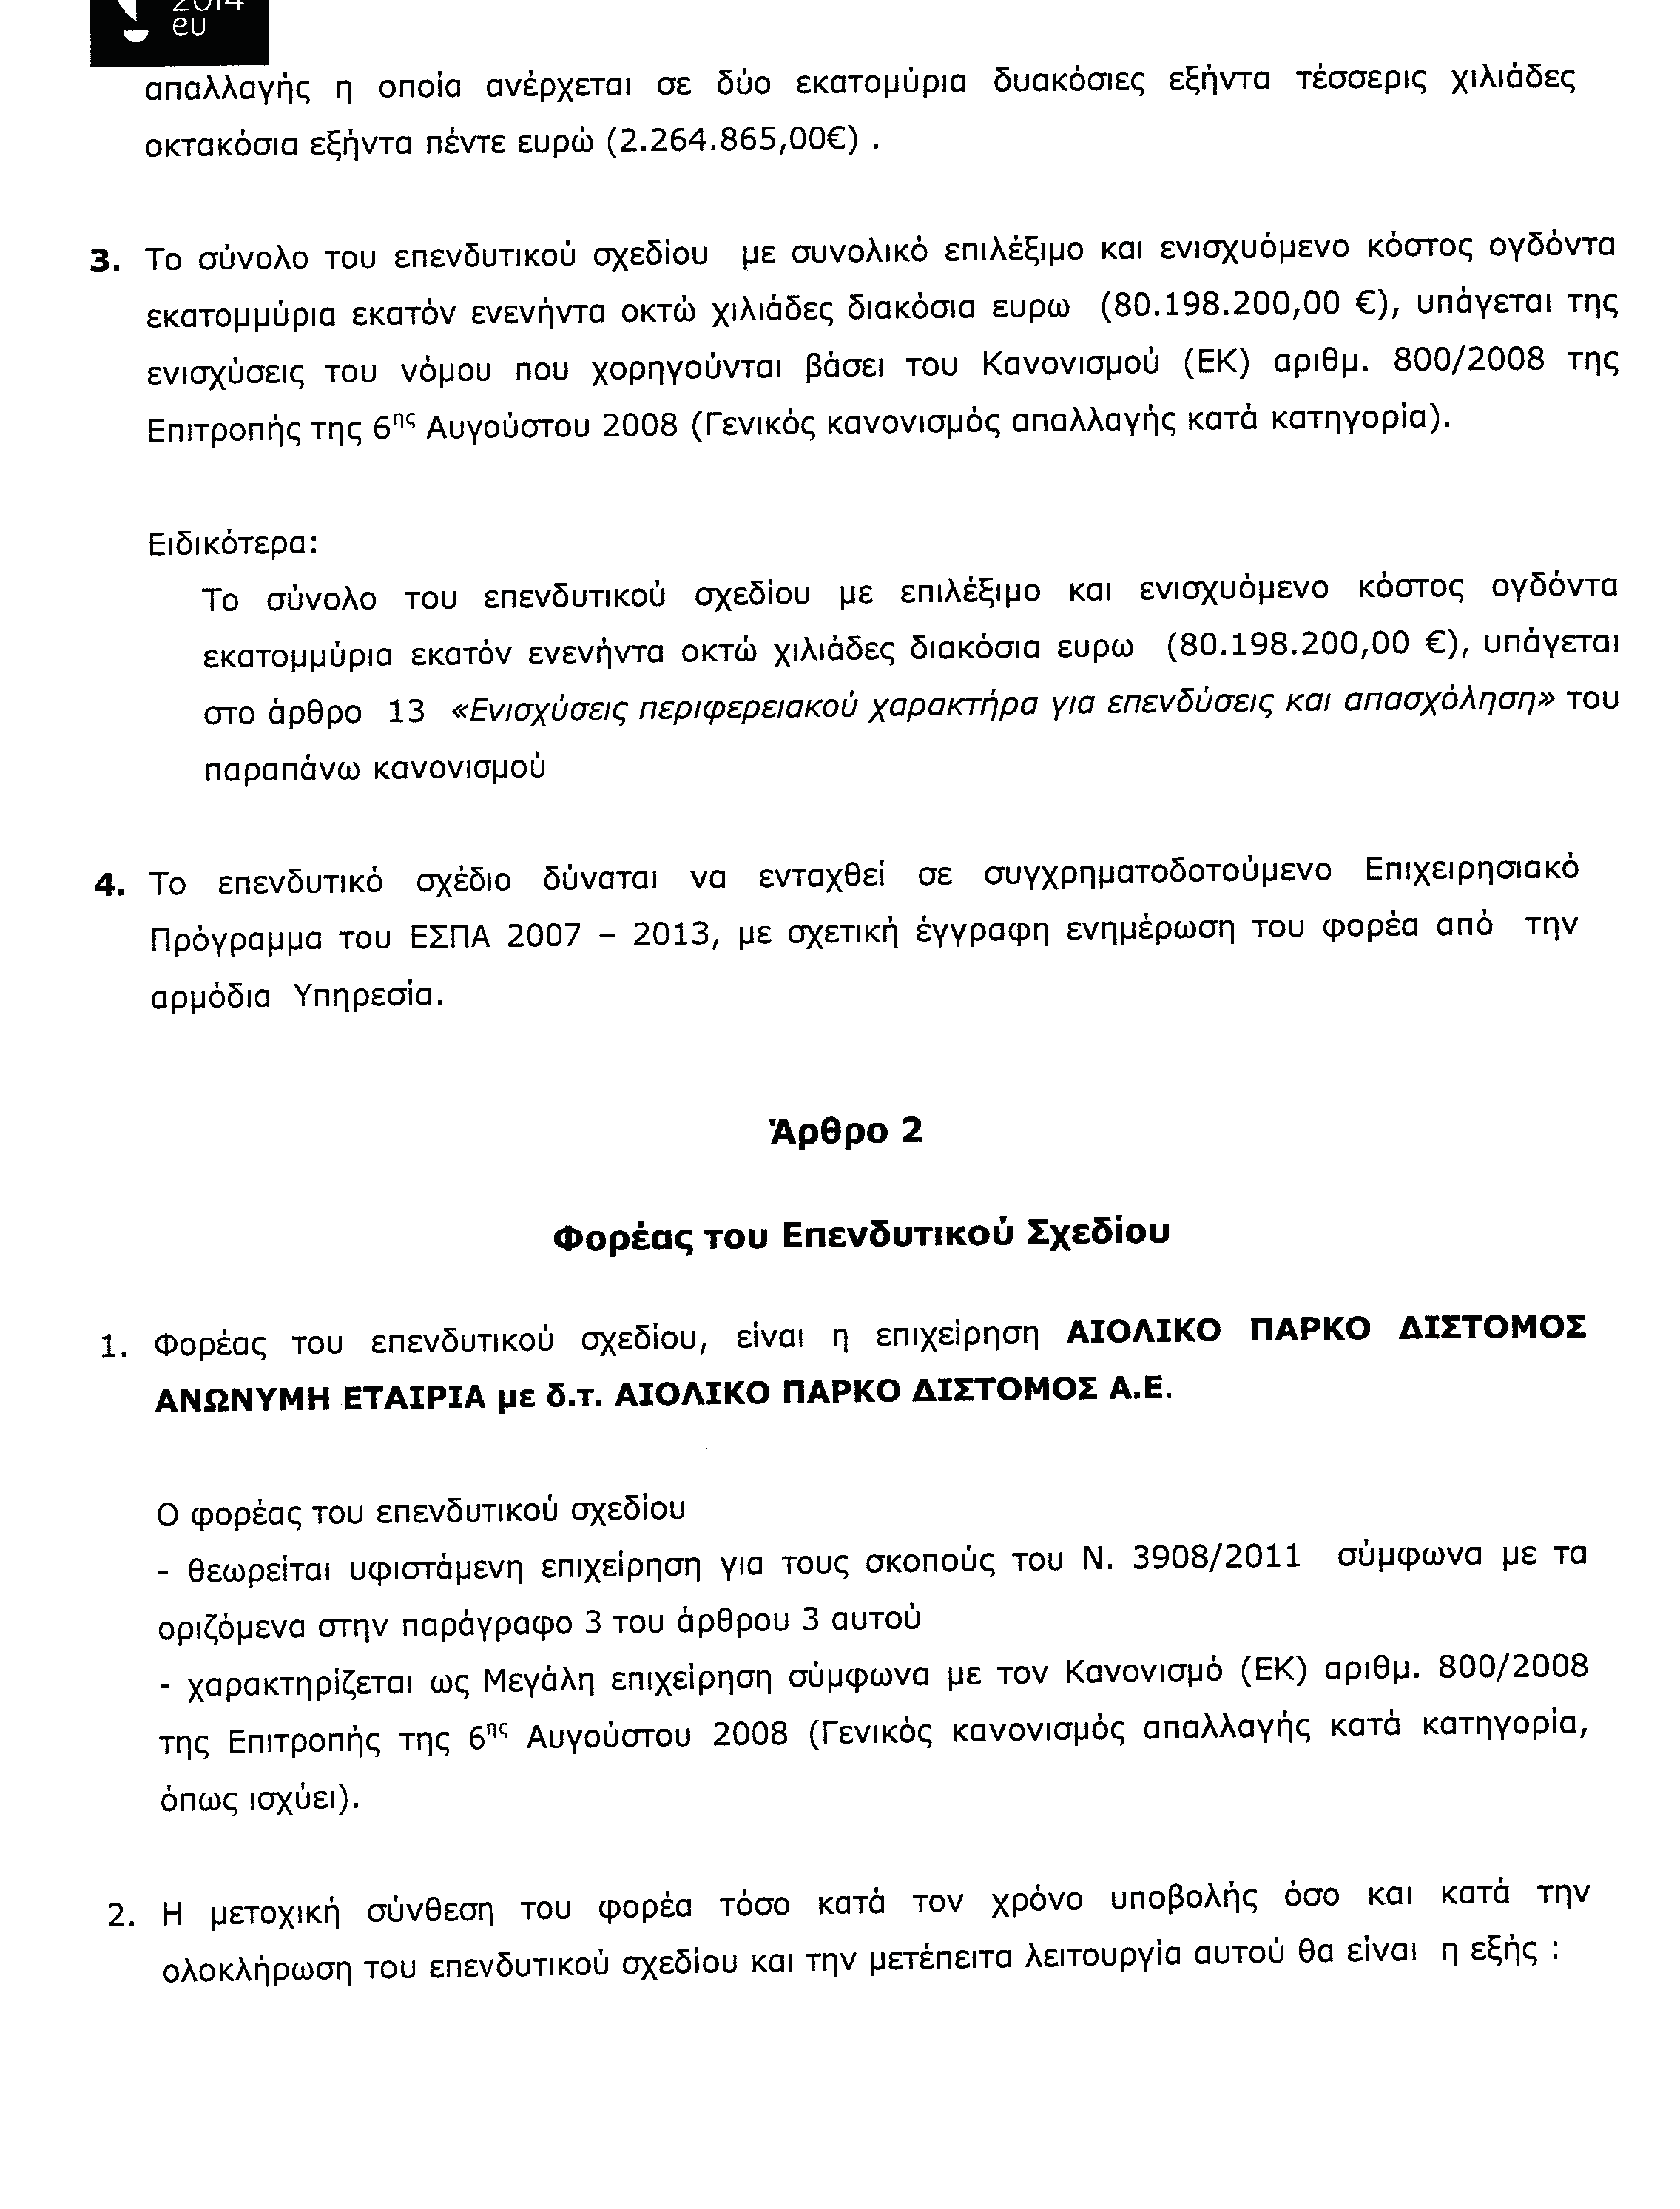 2014
eu
απαλλαγής η οποία ανέρχεται σε δύο εκατομύρια δυακόσιες εξήντα τέσσερις χιλιάδες
οκτακόσια εξήντα πέντε ευρώ (2.264.865,00€) .
3. Το σύνολο του επενδυτικού σχεδίου με συνολικό επιλέξιμο και ενισχυόμενο κόστος ογδόντα
εκατομμύρια εκατόν ενενήντα οκτώ χιλιάδες διακόσια ευρω (80.198.200,00 €), υπάγεται της
ενισχύσεις του νόμου που χορηγούνται βάσει του Κανονισμού (ΕΚ) αριθμ. 800/2008 της
Επιτροπής της 6ης Αυγούστου 2008 (Γενικός κανονισμός απαλλαγής κατά κατηγορία).
Ειδικότερα:
Το σύνολο του επενδυτικού σχεδίου με επιλέξιμο και ενισχυόμενο κόστος ογδόντα
εκατομμύρια εκατόν ενενήντα οκτώ χιλιάδες διακόσια ευρω (80.198.200,00 €), υπάγεται
στο άρθρο 13 «Ενισχύσεις περιφερειακού χαρακτήρα για επενδύσεις και απασχόληση» του
παραπάνω κανονισμού
4. Το επενδυτικό σχέδιο δύναται να ενταχθεί σε συγχρηματοδοτούμενο Επιχειρησιακό
Πρόγραμμα του ΕΣΠΑ 2007 – 2013, με σχετική έγγραφη ενημέρωση του φορέα από την
αρμόδια Υπηρεσία.
Άρθρο 2
Φορέας του Επενδυτικού Σχεδίου
1. Φορέας του επενδυτικού σχεδίου, είναι η επιχείρηση ΑΙΟΛΙΚΟ ΠΑΡΚΟ ΔΙΣΤΟΜΟΣ
ΑΝΩΝΥΜΗ ΕΤΑΙΡΙΑ με δ.τ. ΑΙΟΛΙΚΟ ΠΑΡΚΟ ΔΙΣΤΟΜΟΣ Α.Ε.
Ο φορέας του επενδυτικού σχεδίου
- θεωρείται υφιστάμενη επιχείρηση για τους σκοπούς του Ν. 3908/2011 σύμφωνα με τα
οριζόμενα στην παράγραφο 3 του άρθρου 3 αυτού
- χαρακτηρίζεται ως Μεγάλη επιχείρηση σύμφωνα με τον Κανονισμό (ΕΚ) αριθμ. 800/2008
της Επιτροπής της 6ης Αυγούστου 2008 (Γενικός κανονισμός απαλλαγής κατά κατηγορία,
όπως ισχύει).
2. Η μετοχική σύνθεση του φορέα τόσο κατά τον χρόνο υποβολής όσο και κατά την
ολοκλήρωση του επενδυτικού σχεδίου και την μετέπειτα λειτουργία αυτού θα είναι η εξής :